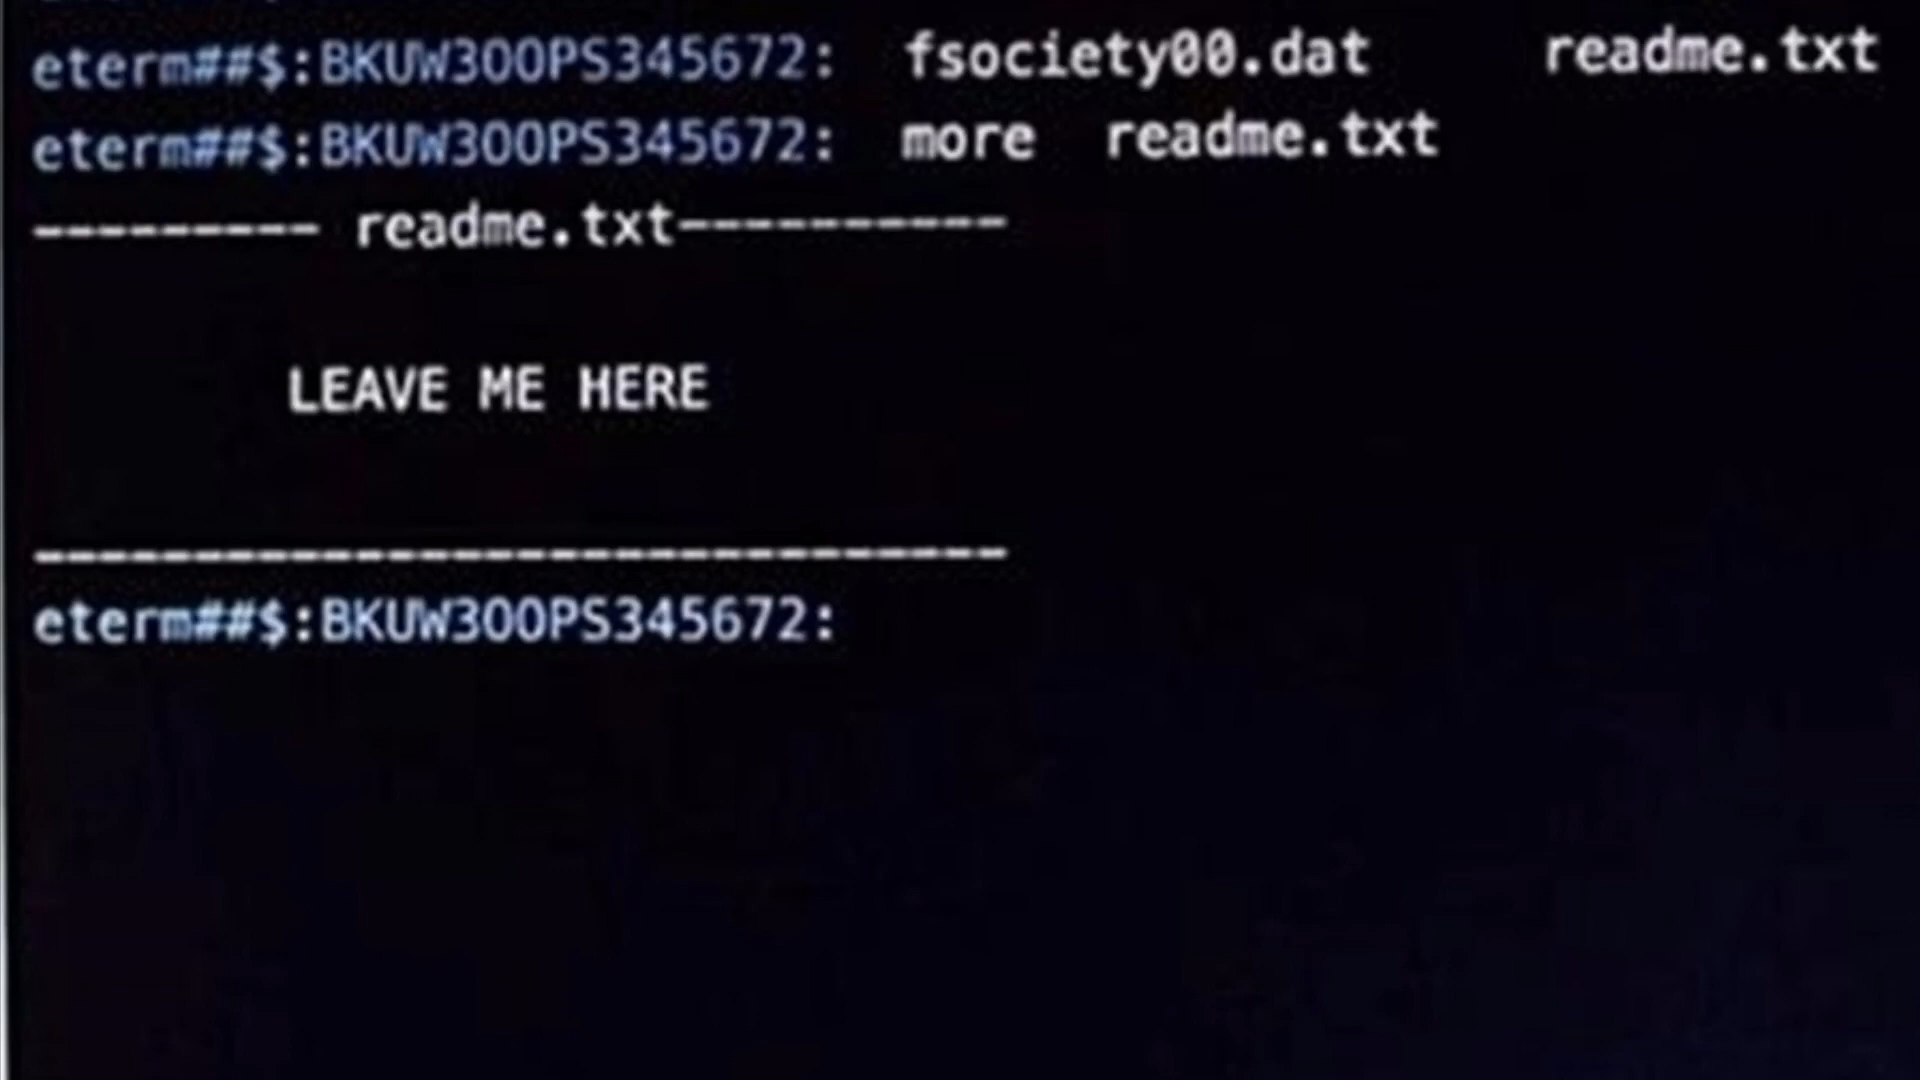 eterm##$:BKUW300PS345672: fsociety00.dat readme.txt
eterm##$:BKUW300PS345672: more readme.txt
--------- readme.txt----------
LEAVE ME HERE
-------------------------------
eterm##$:BKUW300PS345672: